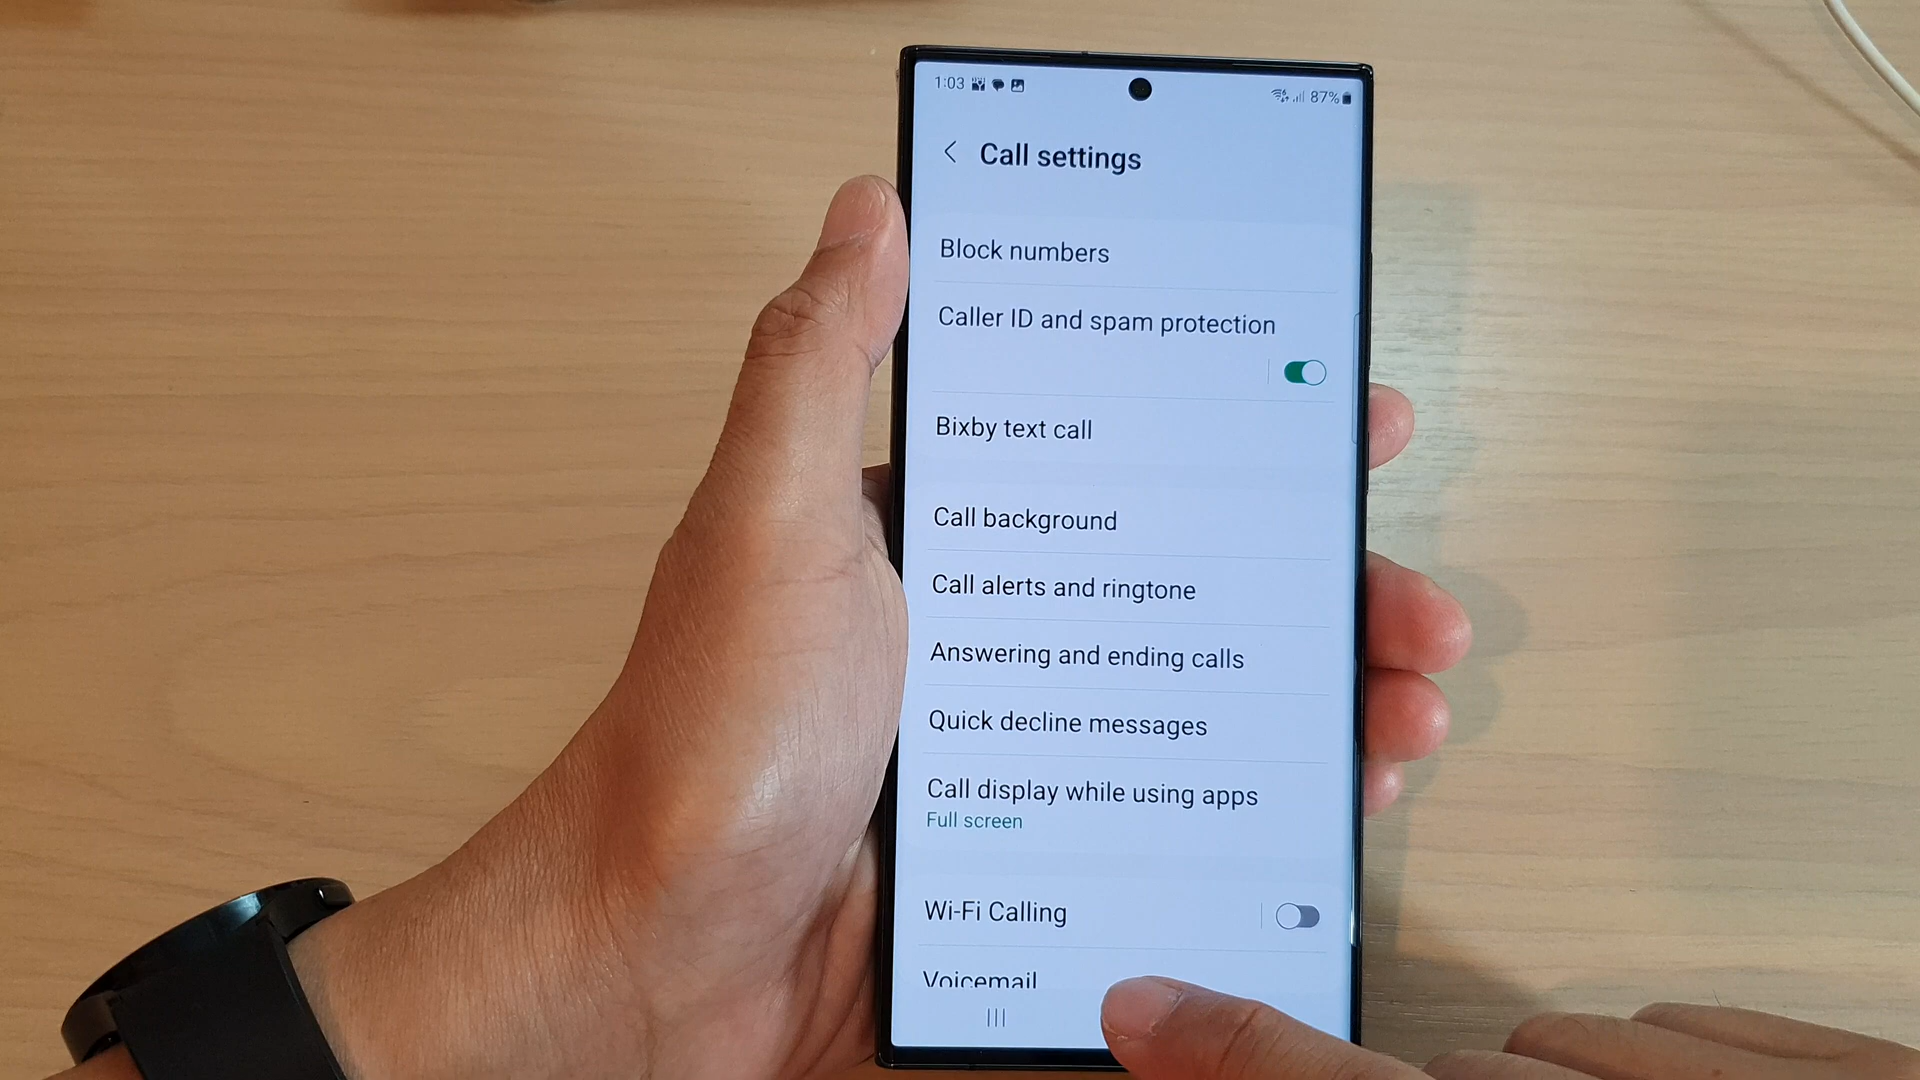 1:03
87%
Call settings
Block numbers
Caller ID and spam protection
Bixby text call
Call background
Call alerts and ringtone
Answering and ending calls
Quick decline messages
Call display while using apps
Full screen
Wi-Fi Calling
Voicemail